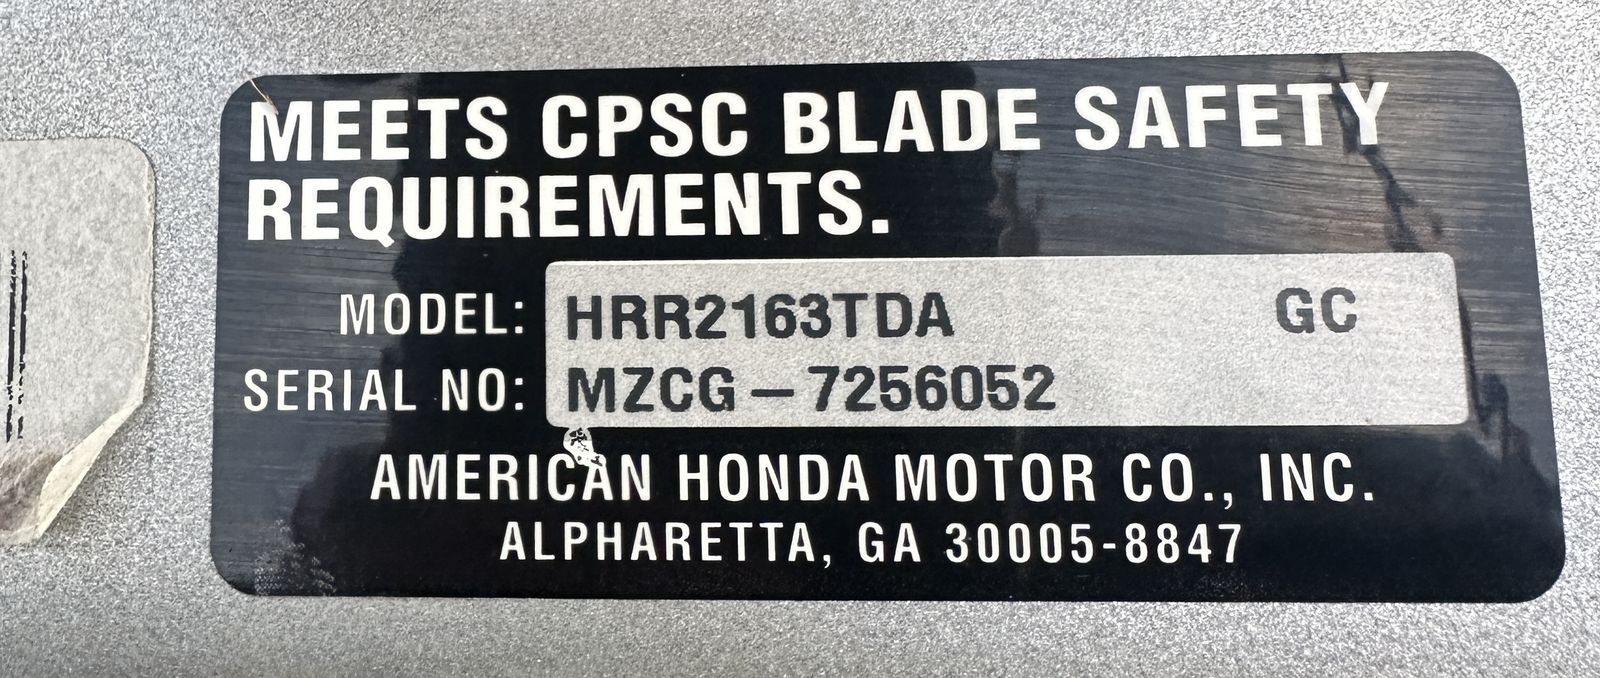 MEETS CPSC BLADE SAFETY
REQUIREMENTS.
MODEL: HRR2163TDA GC
SERIAL NO: MZCG-7256052
AMERICAN HONDA MOTOR CO., INC.
ALPHARETTA, GA 30005-8847